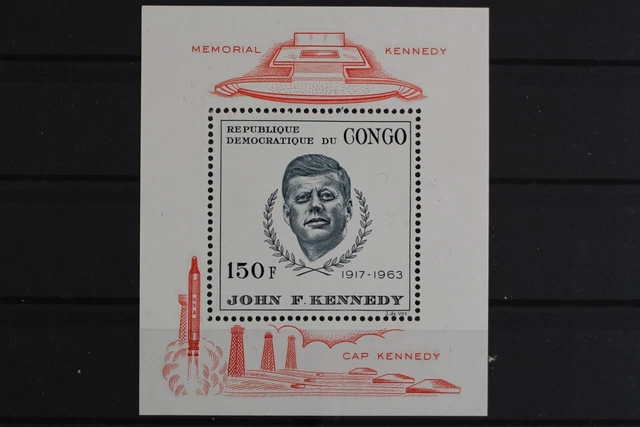 MEMORIAL KENNEDY
REPUBLIQUE
DEMOCRATIQUE DU CONGO
150 F
1917-1963
JOHN F. KENNEDY
CAP KENNEDY